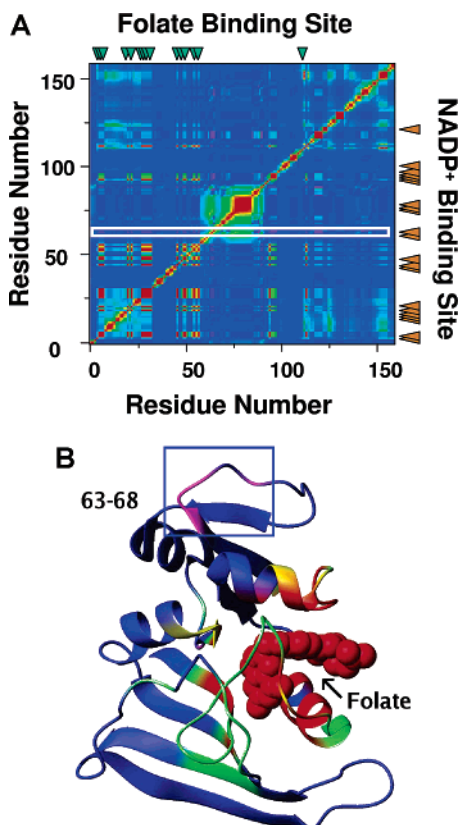 A
Folate Binding Site
Residue Number
150
100
50
0
0
50
100
150
Residue Number
NADP+ Binding Site
B
63-68
Folate